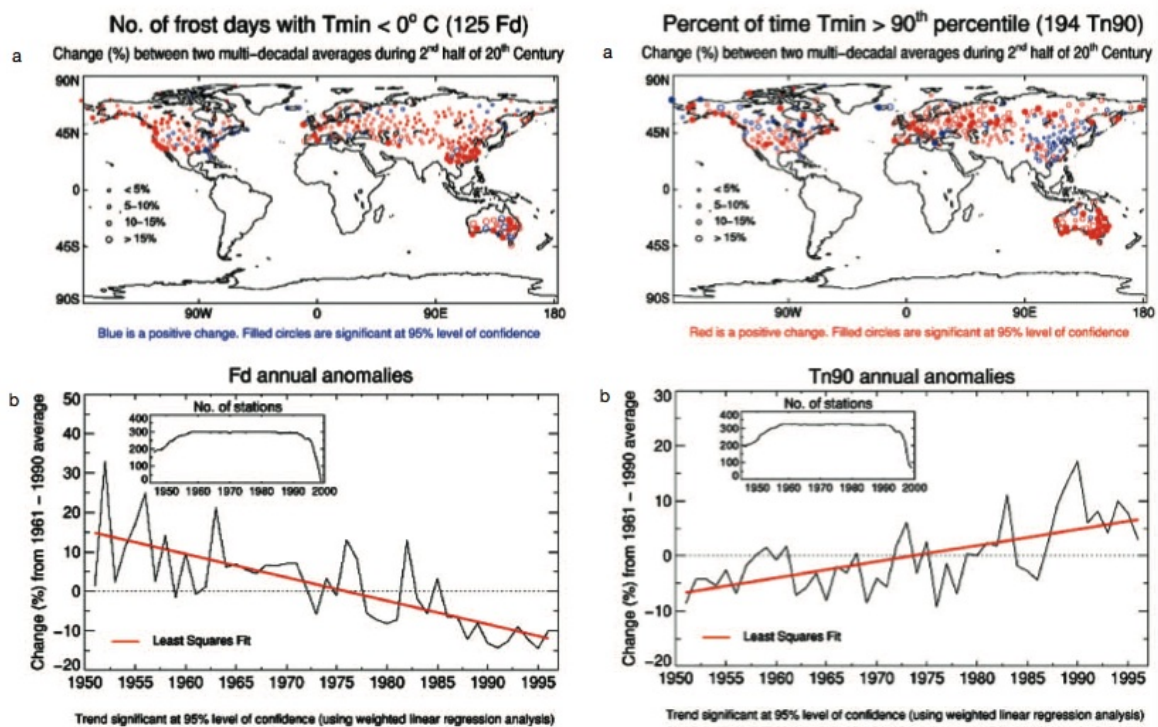 No. of frost days with Tmin < 0° C (125 Fd)
a
Change (%) between two multi-decadal averages during 2nd half of 20th Century
90N
45N
0
45S
90S
< 5%
5-10%
10-15%
> 15%
90W
0
90E
180
Blue is a positive change. Filled circles are significant at 95% level of confidence
Percent of time Tmin > 90th percentile (194 Tn90)
a
Change (%) between two multi-decadal averages during 2nd half of 20th Century
90N
45N
0
45S
90S
< 5%
5-10%
10-15%
> 15%
90W
0
90E
180
Red is a positive change. Filled circles are significant at 95% level of confidence
Fd annual anomalies
b
Change (%) from 1961 – 1990 average
50
40
30
20
10
0
-10
-20
No. of stations
400
300
200
100
0
1950
1960
1970
1980
1990
2000
Least Squares Fit
1950
1955
1960
1965
1970
1975
1980
1985
1990
1995
Trend significant at 95% level of confidence (using weighted linear regression analysis)
Tn90 annual anomalies
b
Change (%) from 1961 – 1990 average
30
20
10
0
-10
-20
No. of stations
400
300
200
100
0
1950
1960
1970
1980
1990
2000
Least Squares Fit
1950
1955
1960
1965
1970
1975
1980
1985
1990
1995
Trend significant at 95% level of confidence (using weighted linear regression analysis)